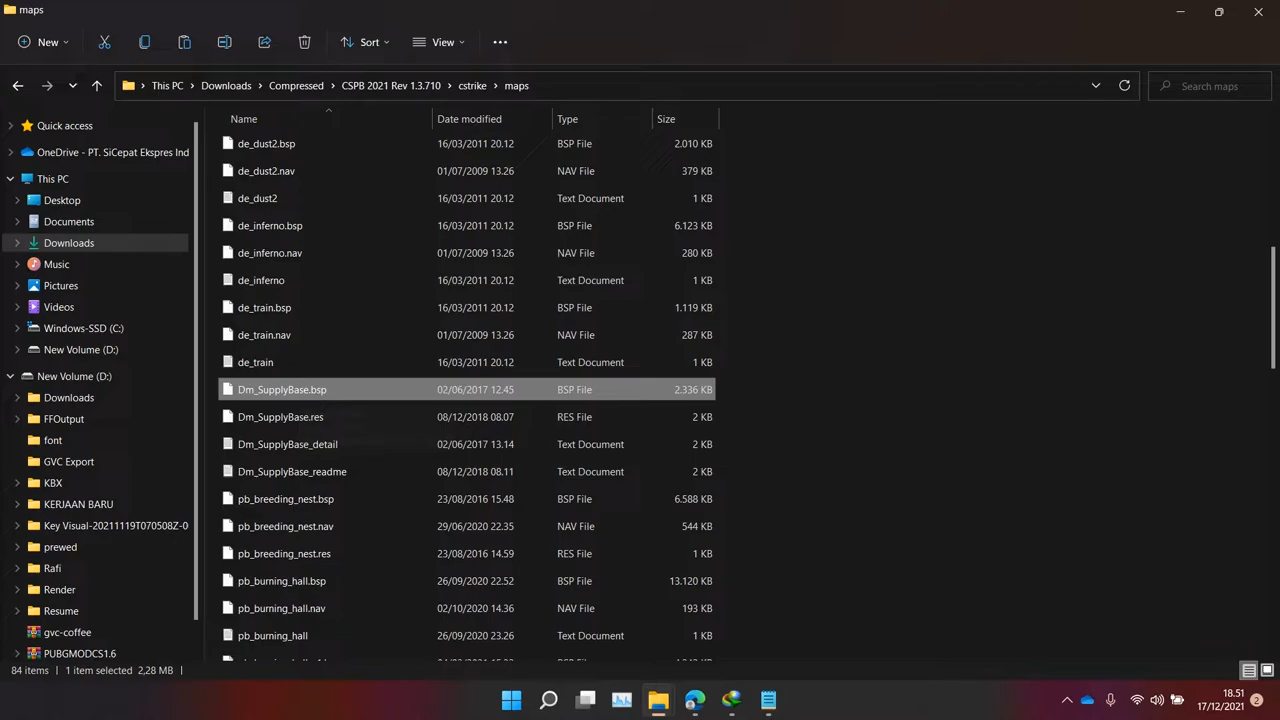 maps
New
Sort
View
This PC
Downloads
Compressed
CSPB 2021 Rev 1.3.710
cstrike
maps
Search maps
Name
Date modified
Type
Size
Quick access
OneDrive - PT. SiCepat Ekspres Ind
This PC
Desktop
Documents
Downloads
Music
Pictures
Videos
Windows-SSD (C:)
New Volume (D:)
New Volume (D:)
Downloads
FFOutput
font
GVC Export
KBX
KERJAAN BARU
Key Visual-20211119T070508Z-0
prewed
Rafi
Render
Resume
gvc-coffee
PUBGMODCS1.6
de_dust2.bsp 16/03/2011 20.12 BSP File 2.010 KB
de_dust2.nav 01/07/2009 13.26 NAV File 379 KB
de_dust2 16/03/2011 20.12 Text Document 1 KB
de_inferno.bsp 16/03/2011 20.12 BSP File 6.123 KB
de_inferno.nav 01/07/2009 13.26 NAV File 280 KB
de_inferno 16/03/2011 20.12 Text Document 1 KB
de_train.bsp 16/03/2011 20.12 BSP File 1.119 KB
de_train.nav 01/07/2009 13.26 NAV File 287 KB
de_train 16/03/2011 20.12 Text Document 1 KB
Dm_SupplyBase.bsp 02/06/2017 12.45 BSP File 2.336 KB
Dm_SupplyBase.res 08/12/2018 08.07 RES File 2 KB
Dm_SupplyBase_detail 02/06/2017 13.14 Text Document 2 KB
Dm_SupplyBase_readme 08/12/2018 08.11 Text Document 2 KB
pb_breeding_nest.bsp 23/08/2016 15.48 BSP File 6.588 KB
pb_breeding_nest.nav 29/06/2020 22.35 NAV File 544 KB
pb_breeding_nest.res 23/08/2016 14.59 RES File 1 KB
pb_burning_hall.bsp 26/09/2020 22.52 BSP File 13.120 KB
pb_burning_hall.nav 02/10/2020 14.36 NAV File 193 KB
pb_burning_hall 26/09/2020 23.26 Text Document 1 KB
84 items
1 item selected 2,28 MB
18.51
17/12/2021
2